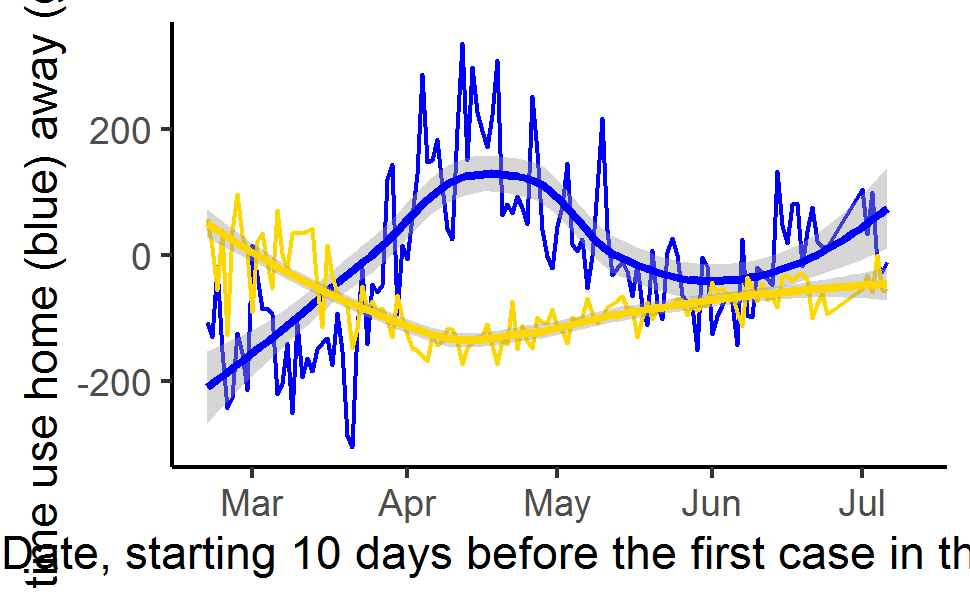 time use home (blue) away (
200
0
-200
Mar Apr May Jun Jul
Date, starting 10 days before the first case in th